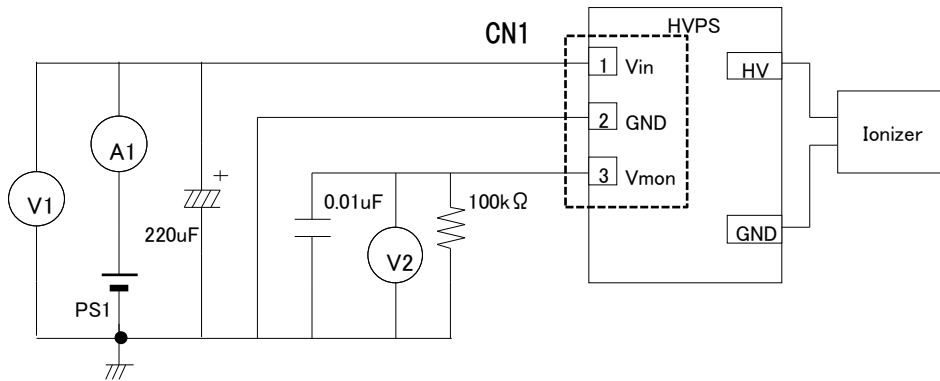 CN1
HVPS
1 Vin
HV
2 GND
Ionizer
A1
3 Vmon
V1
+
0.01uF
100kΩ
220uF
GND
V2
PS1